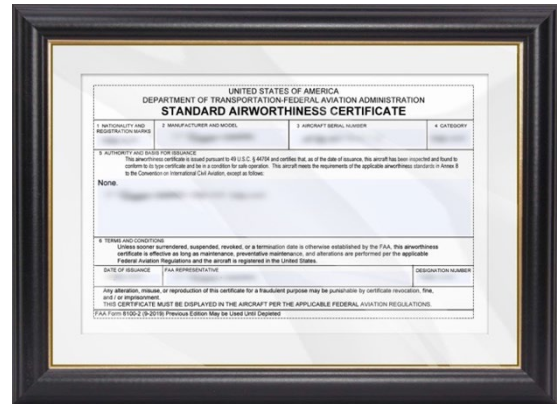 UNITED STATES OF AMERICA
DEPARTMENT OF TRANSPORTATION-FEDERAL AVIATION ADMINISTRATION
STANDARD AIRWORTHINESS CERTIFICATE
1 NATIONALITY AND REGISTRATION MARKS
2 MANUFACTURER AND MODEL
3 AIRCRAFT SERIAL NUMBER
4 CATEGORY
5 AUTHORITY AND BASIS FOR ISSUANCE
This airworthiness certificate is issued pursuant to 49 U.S.C. § 44704 and certifies that, as of the date of issuance, this aircraft has been inspected and found to
conform to its type certificate and be in a condition for safe operation. This aircraft meets the requirements of the applicable airworthiness standards in Annex 8
to the Convention on International Civil Aviation, except as follows:
None.
6 TERMS AND CONDITIONS
Unless sooner surrendered, suspended, revoked, or a termination date is otherwise established by the FAA, this airworthiness
certificate is effective as long as maintenance, preventative maintenance, and alterations are performed per the applicable
Federal Aviation Regulations and the aircraft is registered in the United States.
DATE OF ISSUANCE
FAA REPRESENTATIVE
DESIGNATION NUMBER
Any alteration, misuse, or reproduction of this certificate for a fraudulent purpose may be punishable by certificate revocation, fine,
and / or imprisonment.
THIS CERTIFICATE MUST BE DISPLAYED IN THE AIRCRAFT PER THE APPLICABLE FEDERAL AVIATION REGULATIONS.
FAA Form 8100-2 (9-2019) Previous Edition May be Used Until Depleted